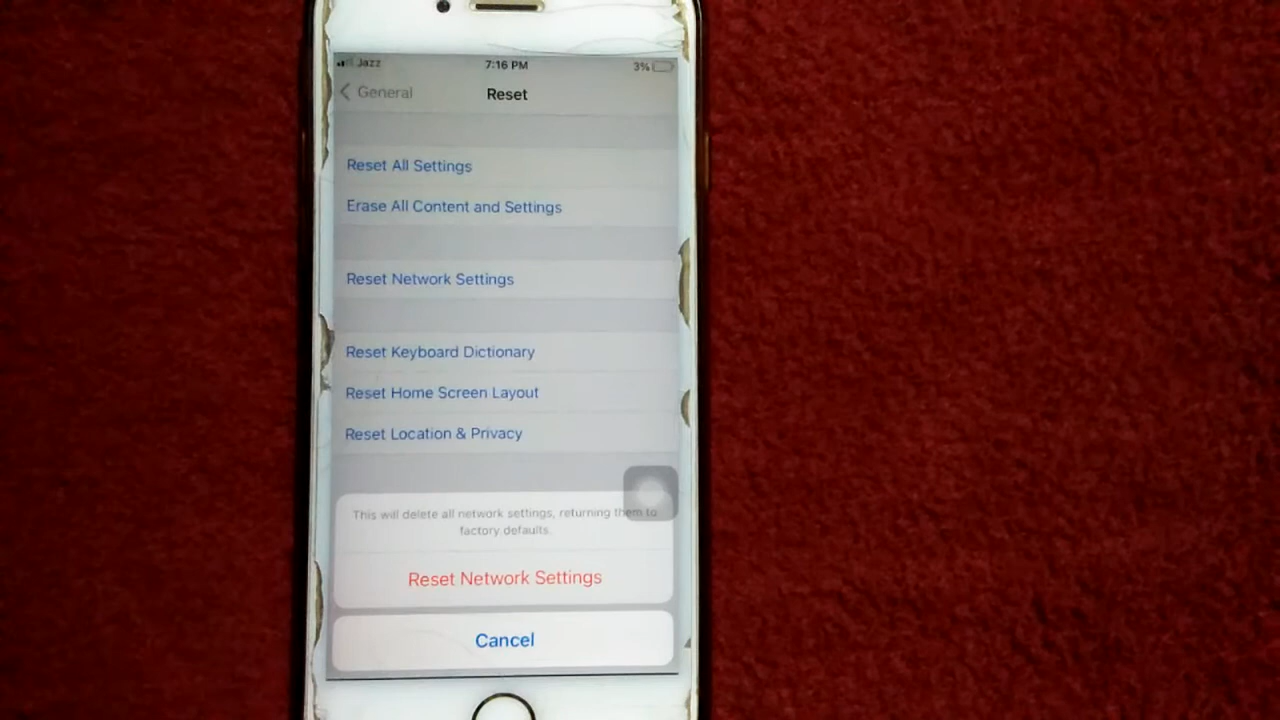 Jazz 7:16 PM 3%
General Reset
Reset All Settings
Erase All Content and Settings
Reset Network Settings
Reset Keyboard Dictionary
Reset Home Screen Layout
Reset Location & Privacy
This will delete all network settings, returning them to
factory defaults.
Reset Network Settings
Cancel